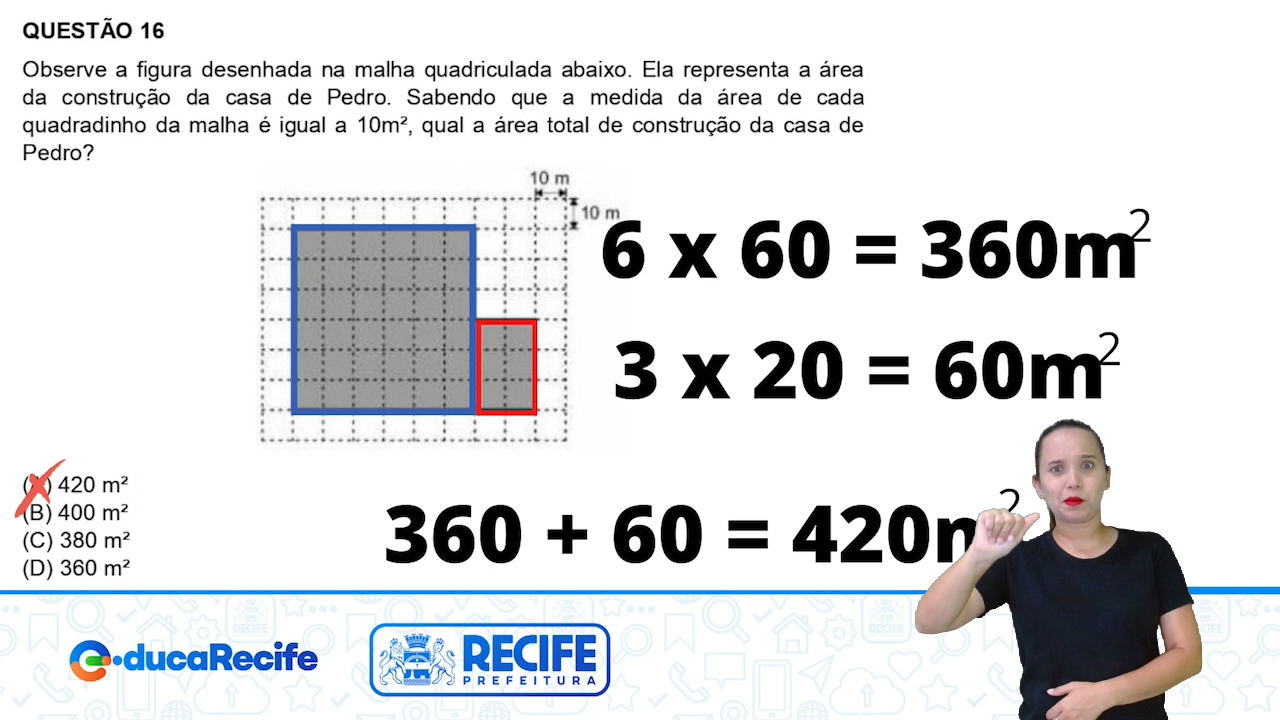 QUESTÃO 16
Observe a figura desenhada na malha quadriculada abaixo. Ela representa a área
da construção da casa de Pedro. Sabendo que a medida da área de cada
quadradinho da malha é igual a 10m², qual a área total de construção da casa de
Pedro?
10 m
10 m
6 x 60 = 360m²
3 x 20 = 60m²
360 + 60 = 420m²
(A) 420 m²
(B) 400 m²
(C) 380 m²
(D) 360 m²
EducaRecife
RECIFE
PREFEITURA